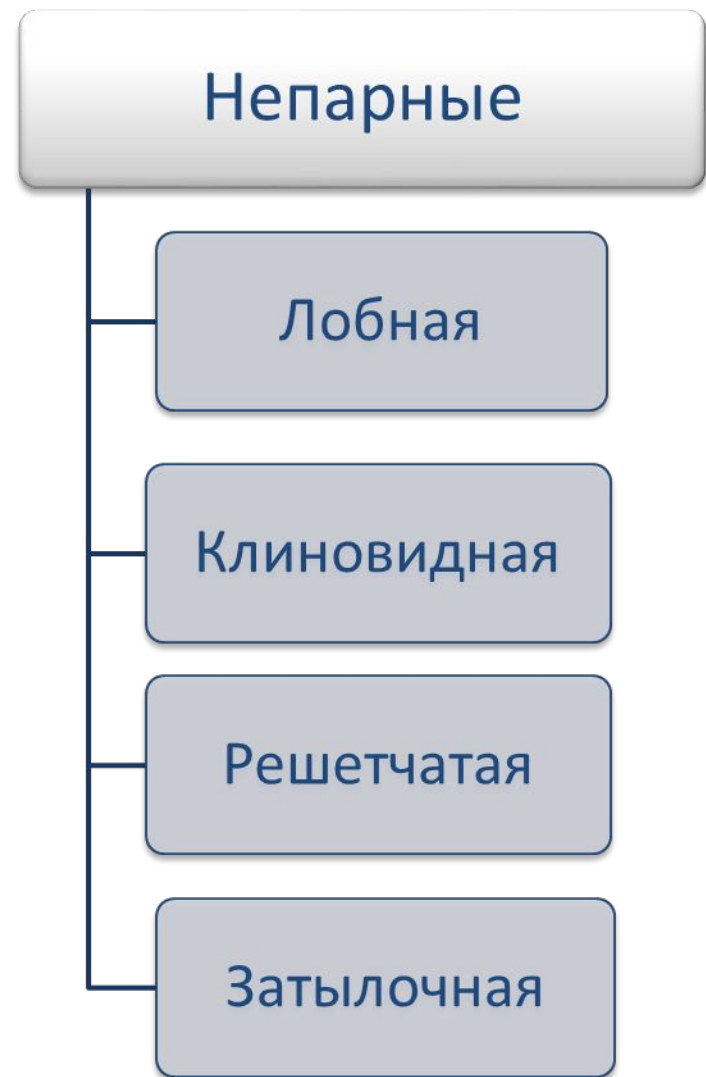 Непарные
Лобная
Клиновидная
Решетчатая
Затылочная